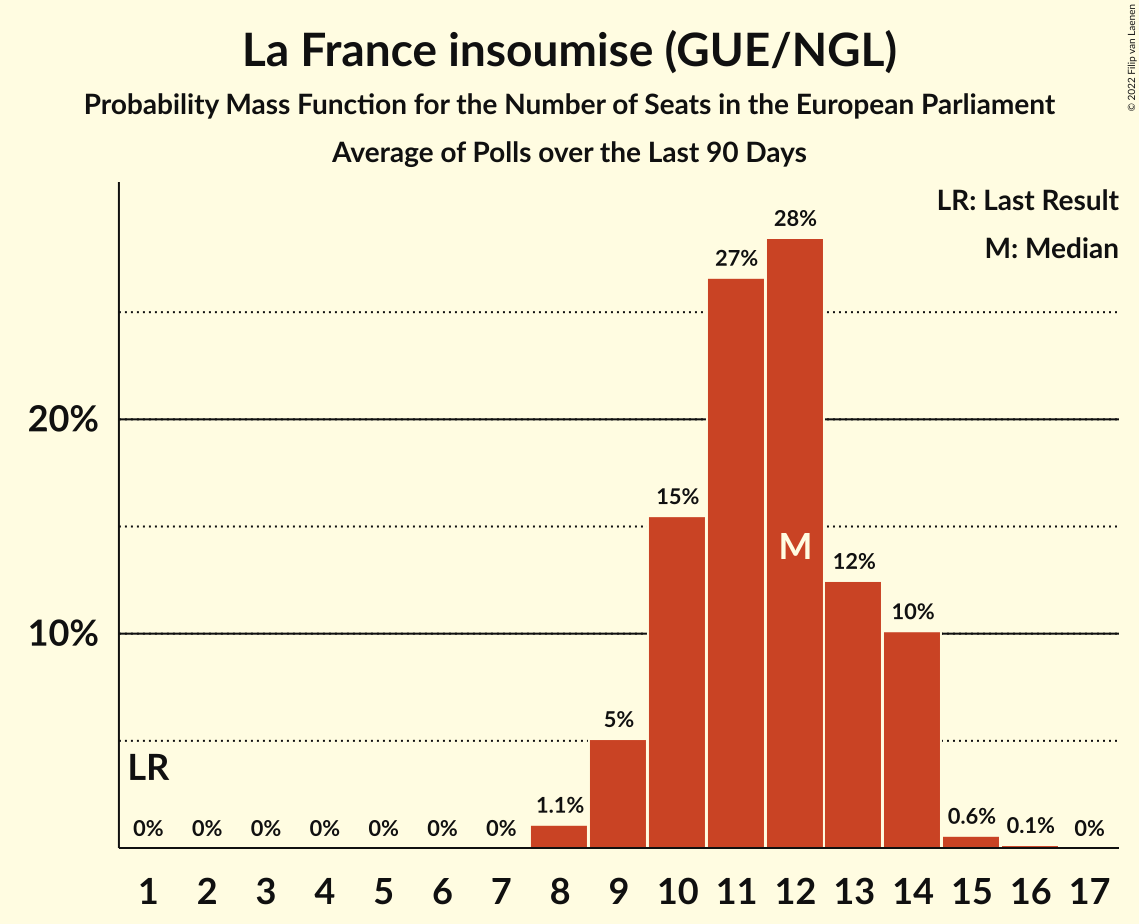 La France insoumise (GUE/NGL)
Probability Mass Function for the Number of Seats in the European Parliament
Average of Polls over the Last 90 Days
© 2022 Filip van Laenen
LR: Last Result
M: Median
28%
27%
20%
15%
M
12%
10%
10%
5%
LR
1.1%
0.6%
0.1%
0% 0% 0% 0% 0% 0% 0% 0%
1 2 3 4 5 6 7 8 9 10 11 12 13 14 15 16 17